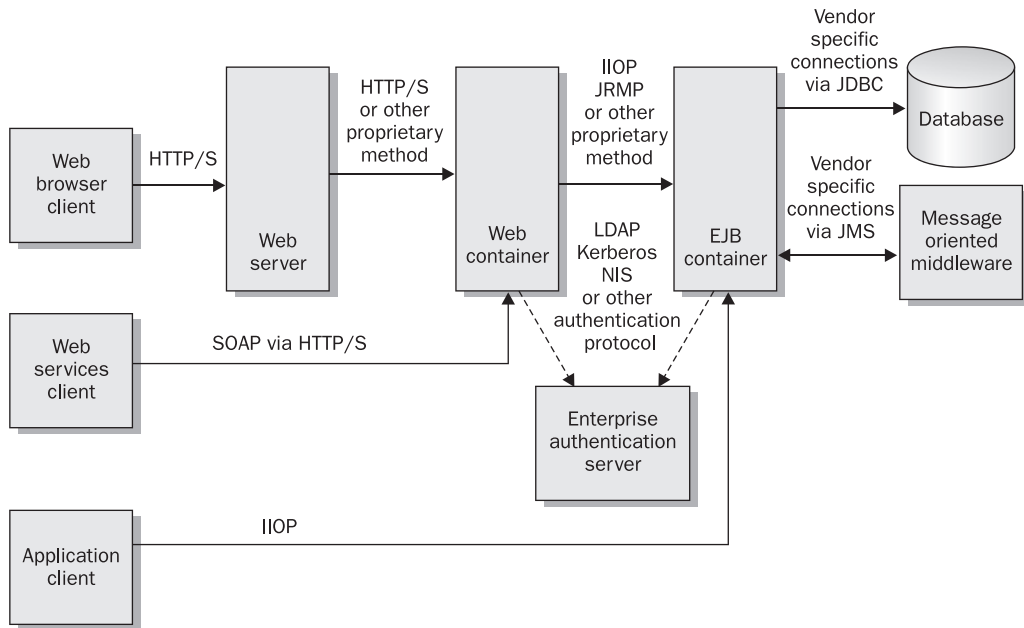 Web
browser
client
HTTP/S
Web
server
HTTP/S
or other
proprietary
method
Web
container
IIOP
JRMP
or other
proprietary
method
EJB
container
Vendor
specific
connections
via JDBC
Database
Vendor
specific
connections
via JMS
Message
oriented
middleware
LDAP
Kerberos
NIS
or other
authentication
protocol
Web
services
client
SOAP via HTTP/S
Enterprise
authentication
server
Application
client
IIOP